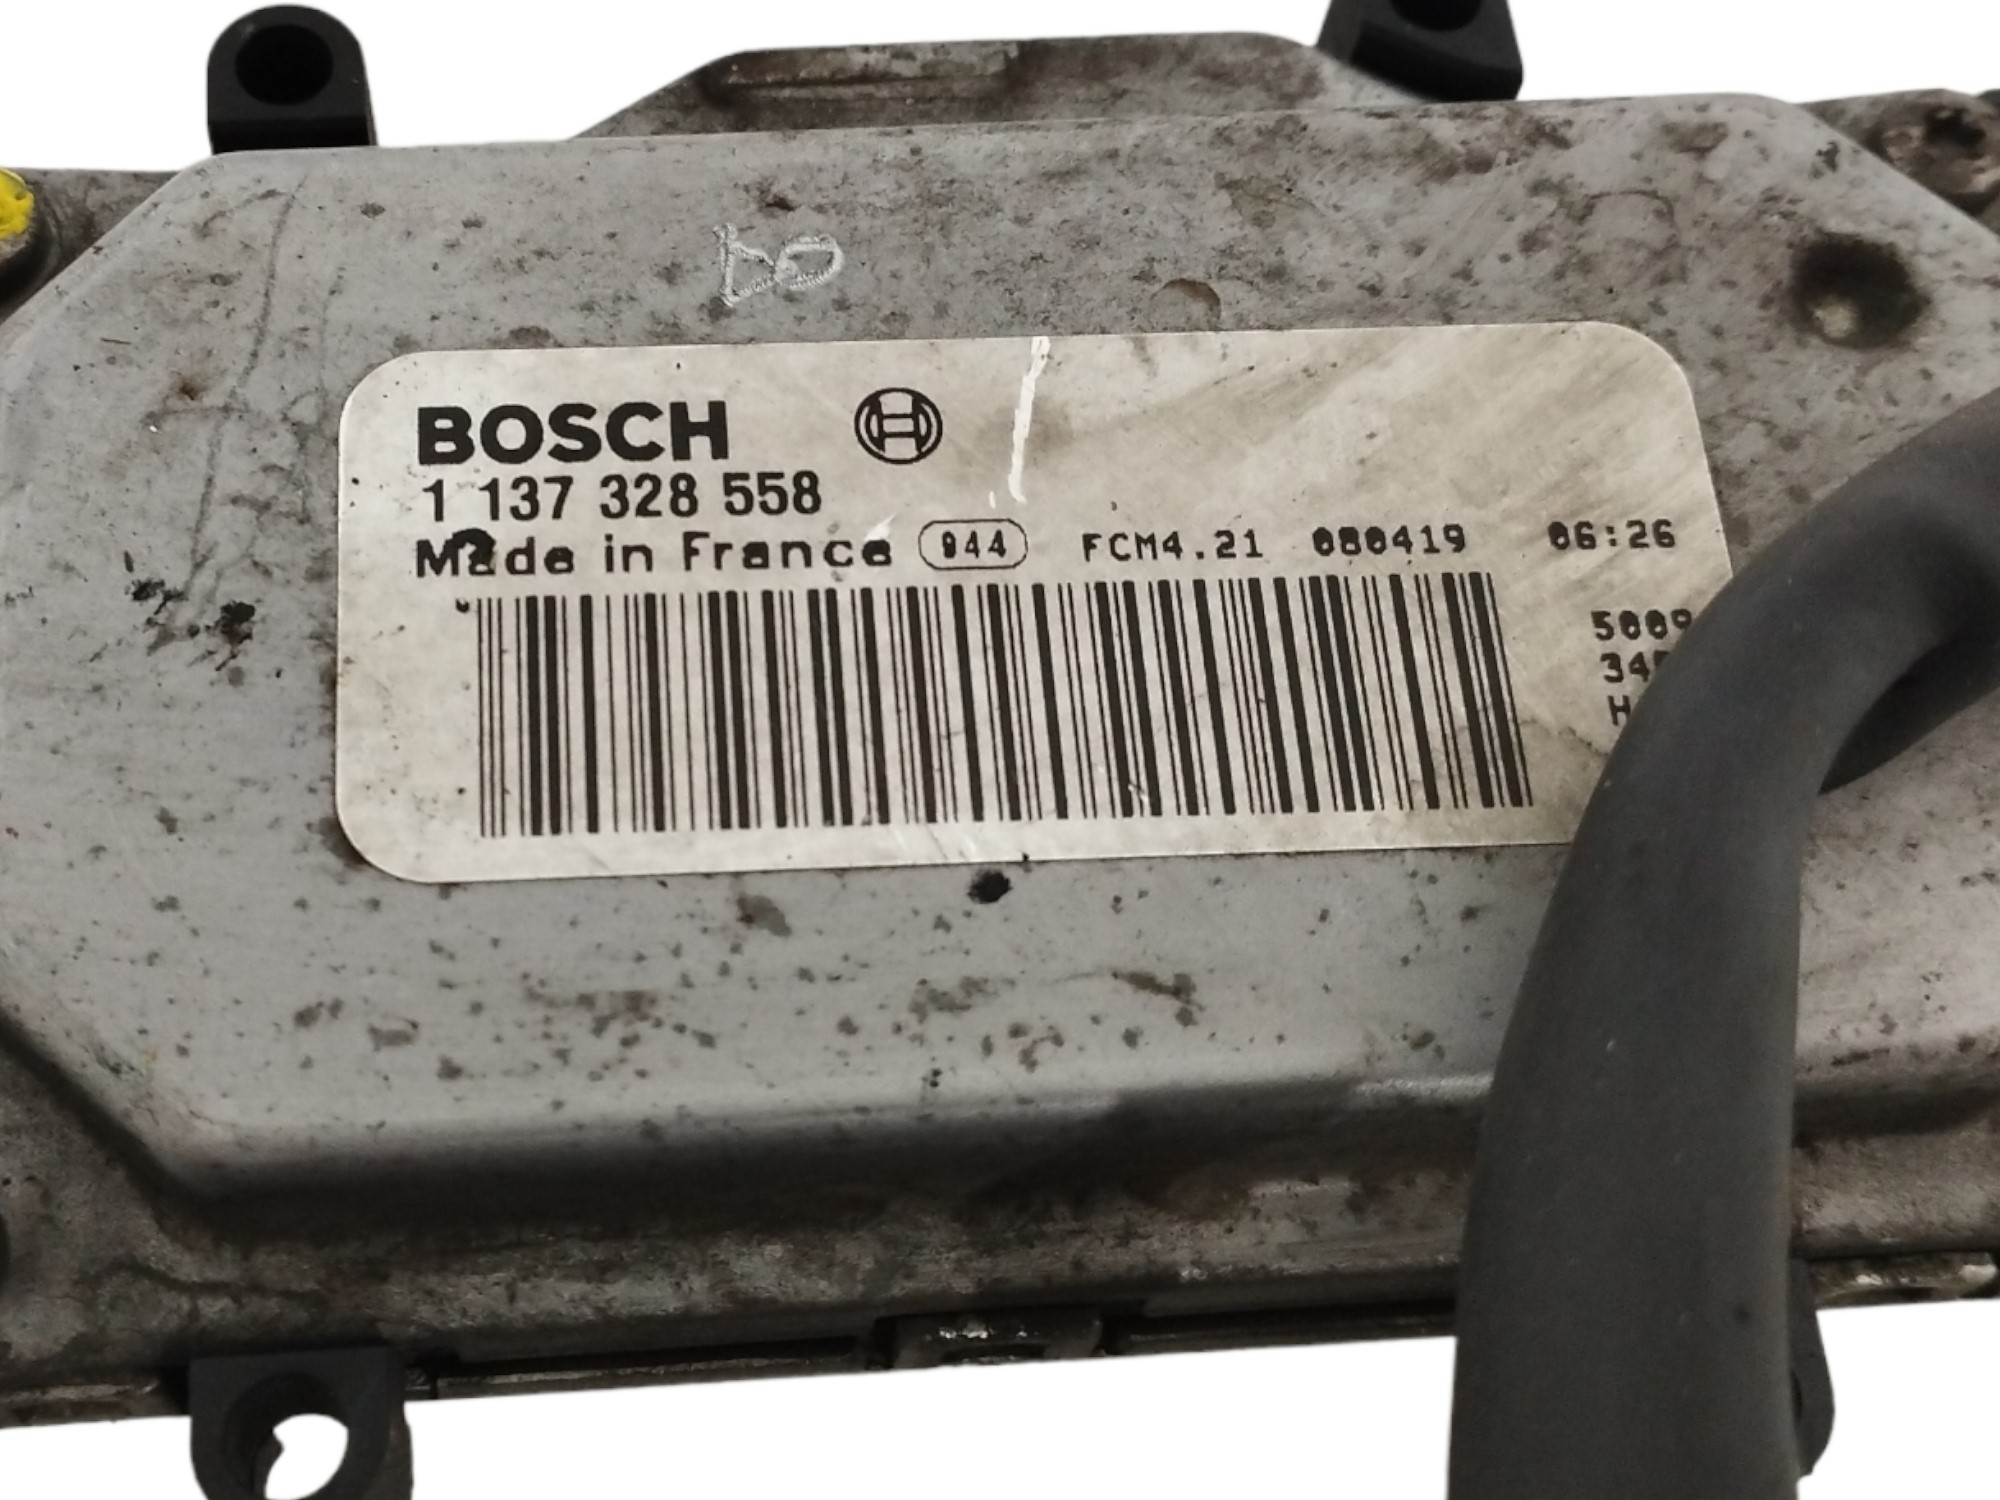 BOSCH
1 137 328 558
Made in France 944 FCM4.21 080419 06:26